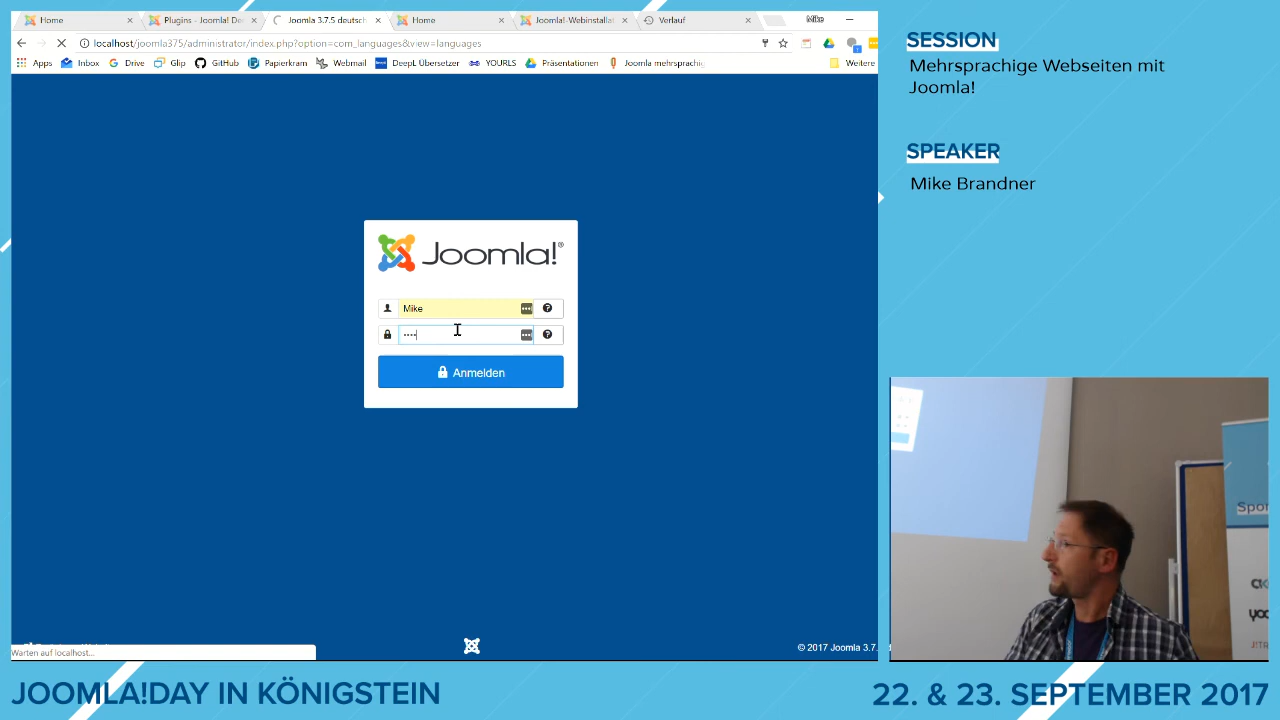 Home
Plugins - Joomla! De
Joomla 3.7.5 deutsch
Home
Joomla!-Webinstallat
Verlauf
Mike
localhost/joomla375/administrator/index.php?option=com_languages&view=languages
Apps
Inbox
Drive
Glip
GitHub
Papierkram
Webmail
DeepL Übersetzer
YOURLS
Präsentationen
Joomla mehrsprachig
Weitere
Joomla!®
Mike
Anmelden
Warten auf localhost...
© 2017 Joomla 3.7.
SESSION
Mehrsprachige Webseiten mit
Joomla!
SPEAKER
Mike Brandner
Spor
JOOMLA!DAY IN KÖNIGSTEIN
22. & 23. SEPTEMBER 2017